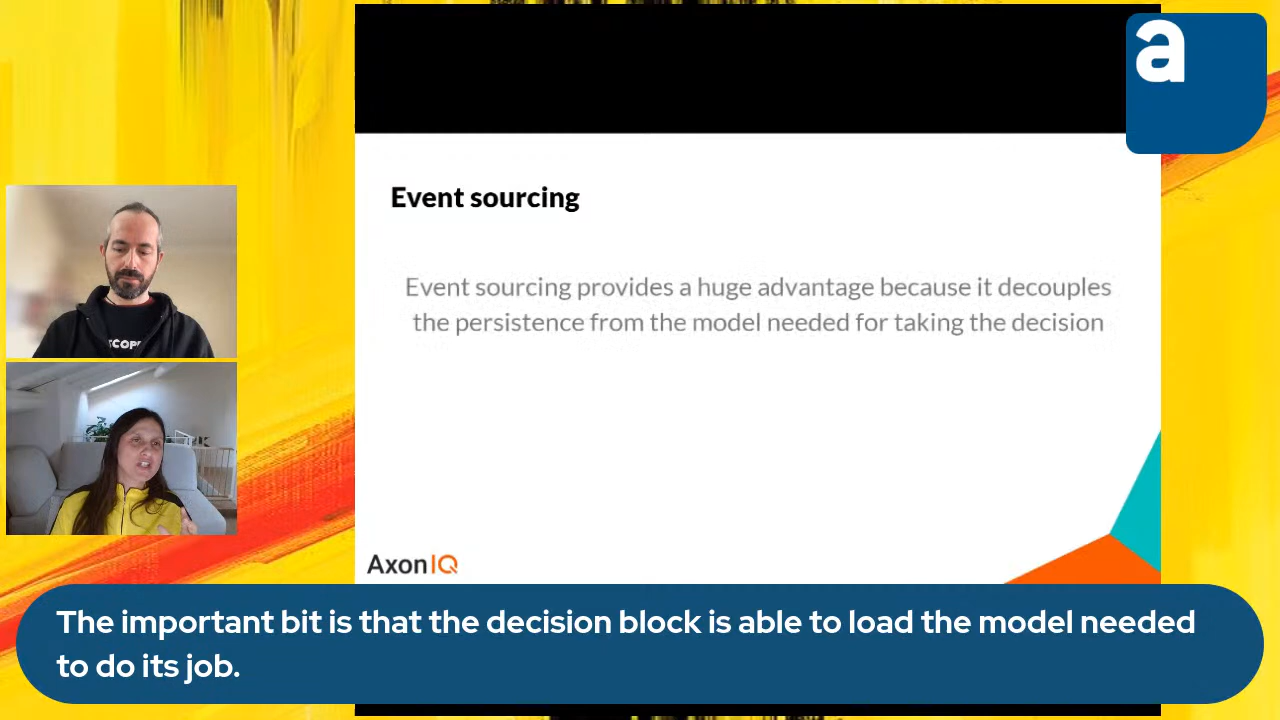 a
Event sourcing
Event sourcing provides a huge advantage because it decouples
the persistence from the model needed for taking the decision
AxonIQ
The important bit is that the decision block is able to load the model needed
to do its job.